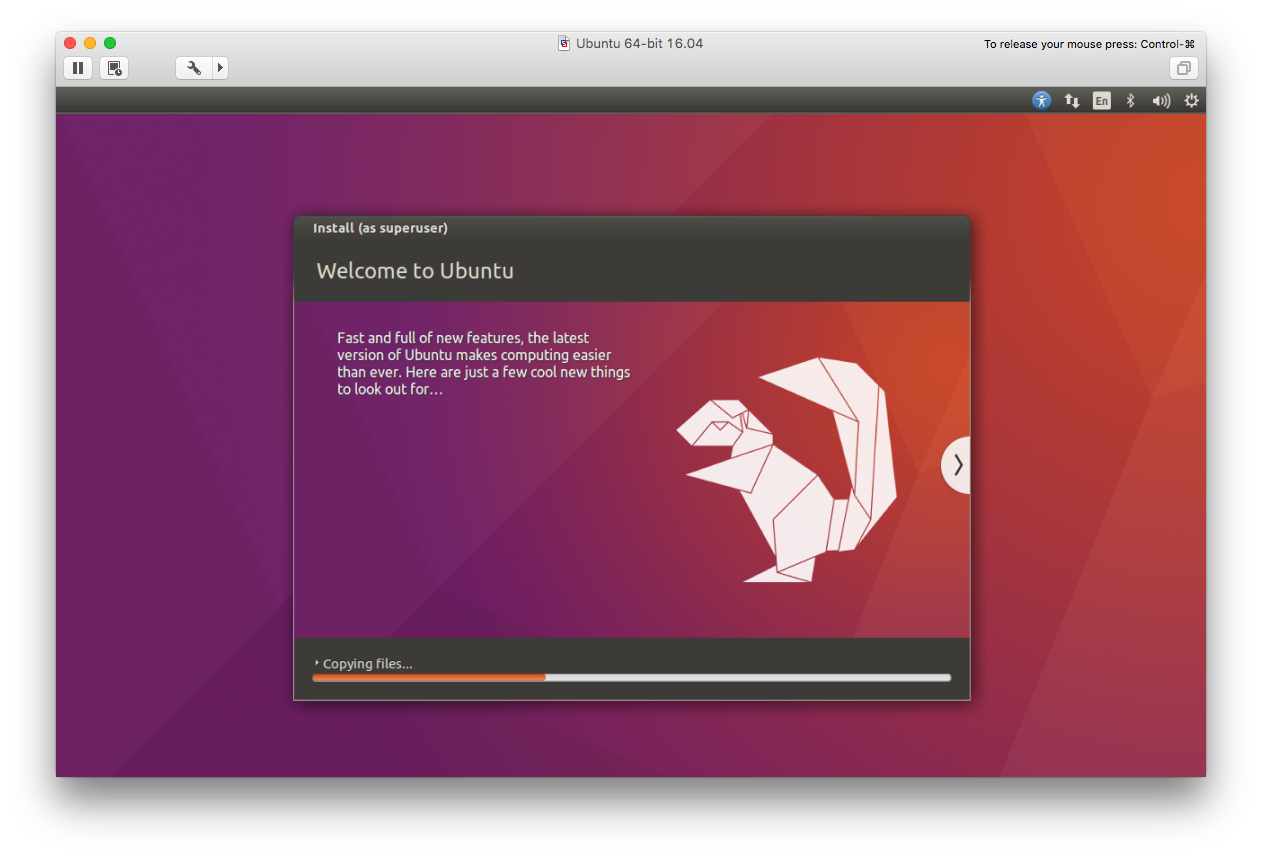 Ubuntu 64-bit 16.04
To release your mouse press: Control-⌘
En
Install (as superuser)
Welcome to Ubuntu
Fast and full of new features, the latest
version of Ubuntu makes computing easier
than ever. Here are just a few cool new things
to look out for…
Copying files...